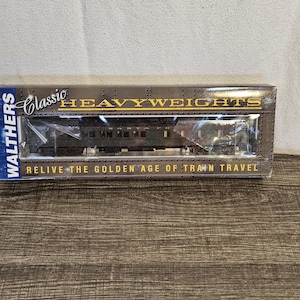 WALTHERS
Classic
HEAVYWEIGHTS
RELIVE THE GOLDEN AGE OF TRAIN TRAVEL